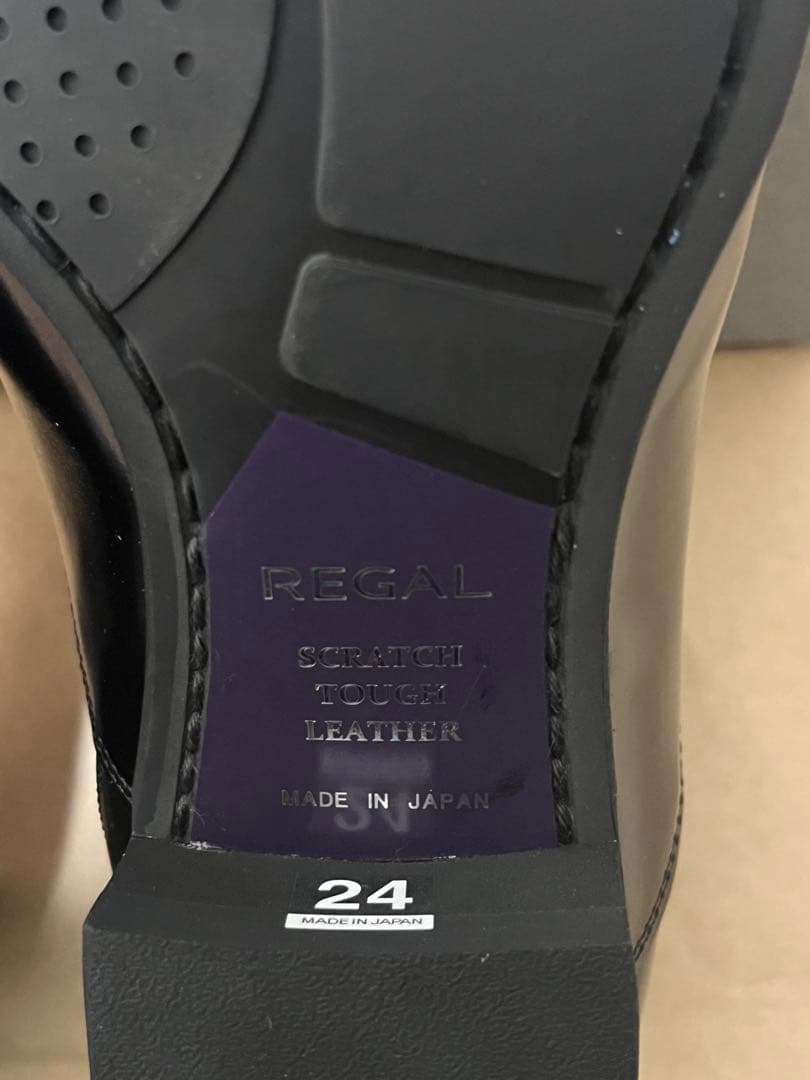 REGAL
SCRATCH
TOUGH
LEATHER
MADE IN JAPAN
24
MADE IN JAPAN